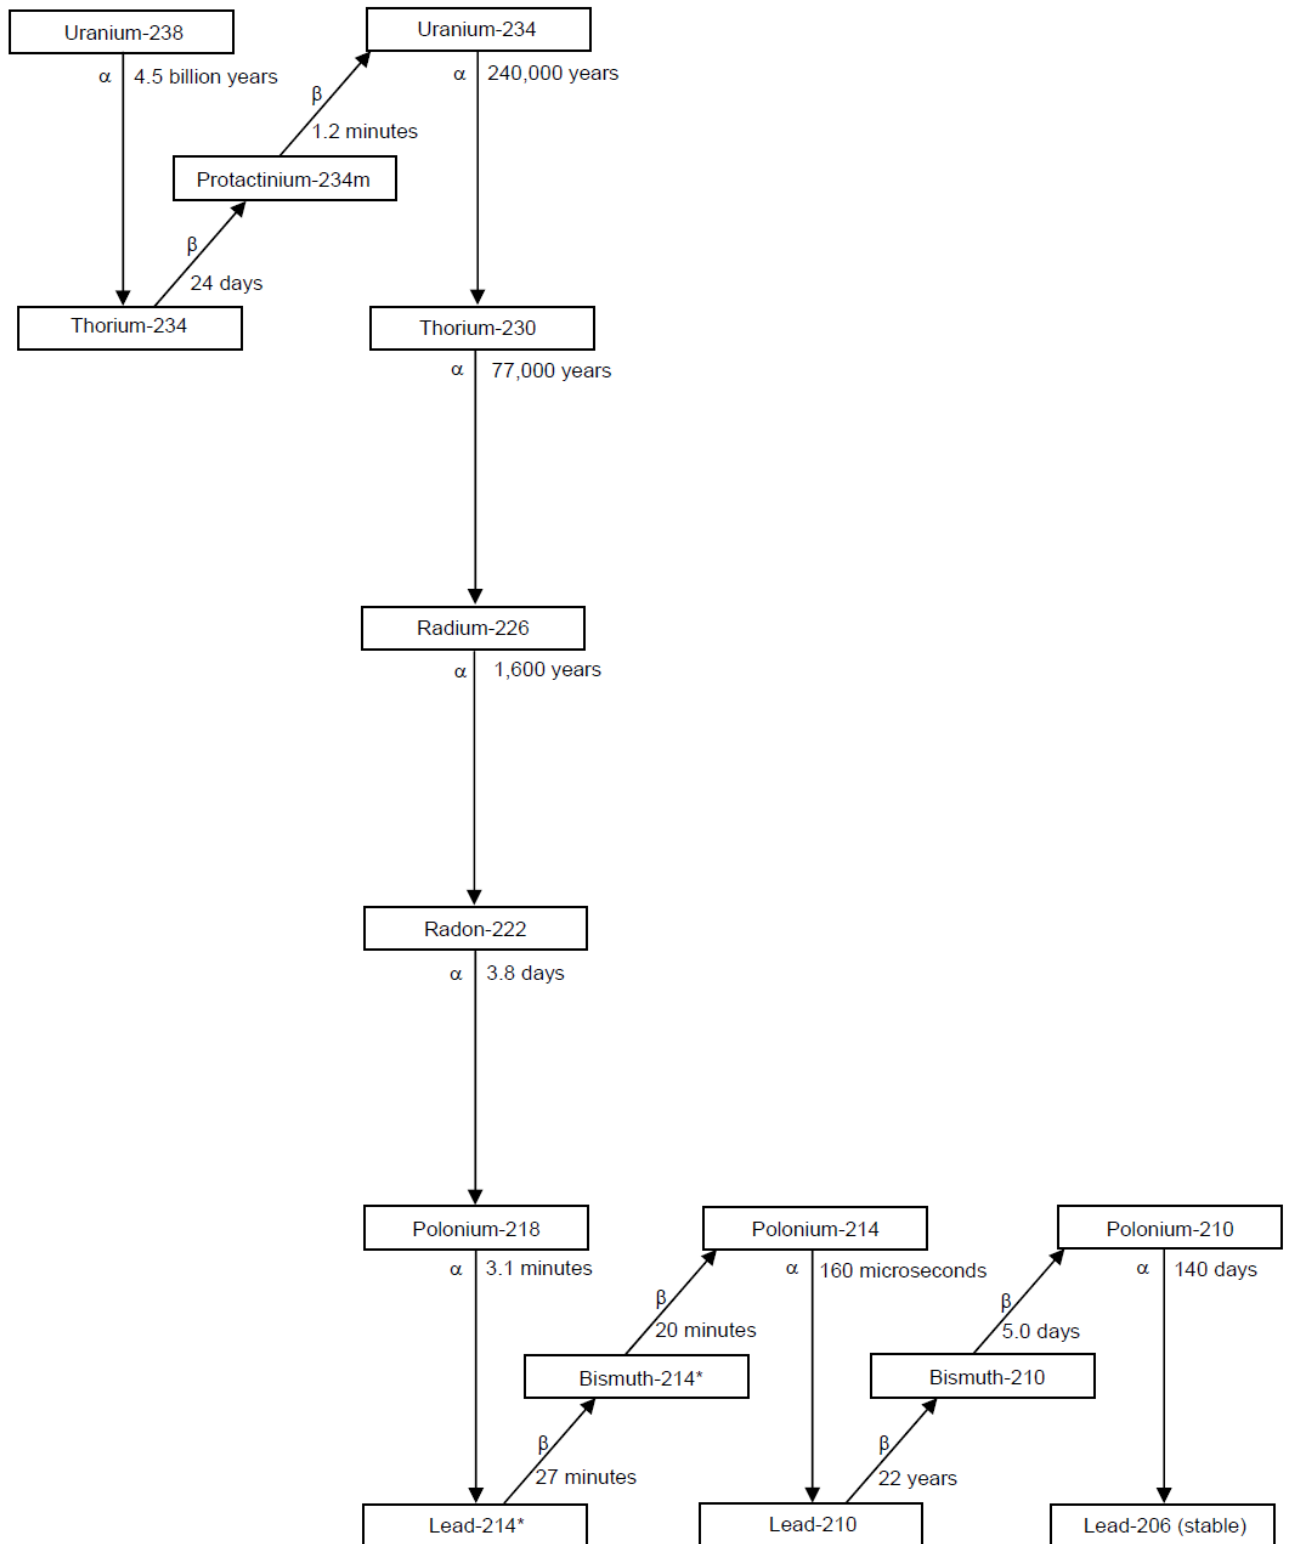 Uranium-238
Uranium-234
α 4.5 billion years
α 240,000 years
β
1.2 minutes
Protactinium-234m
β
24 days
Thorium-234
Thorium-230
α 77,000 years
Radium-226
α 1,600 years
Radon-222
α 3.8 days
Polonium-218
Polonium-214
Polonium-210
α 3.1 minutes
α 160 microseconds
α 140 days
β
20 minutes
β
5.0 days
Bismuth-214*
Bismuth-210
β
27 minutes
β
22 years
Lead-214*
Lead-210
Lead-206 (stable)